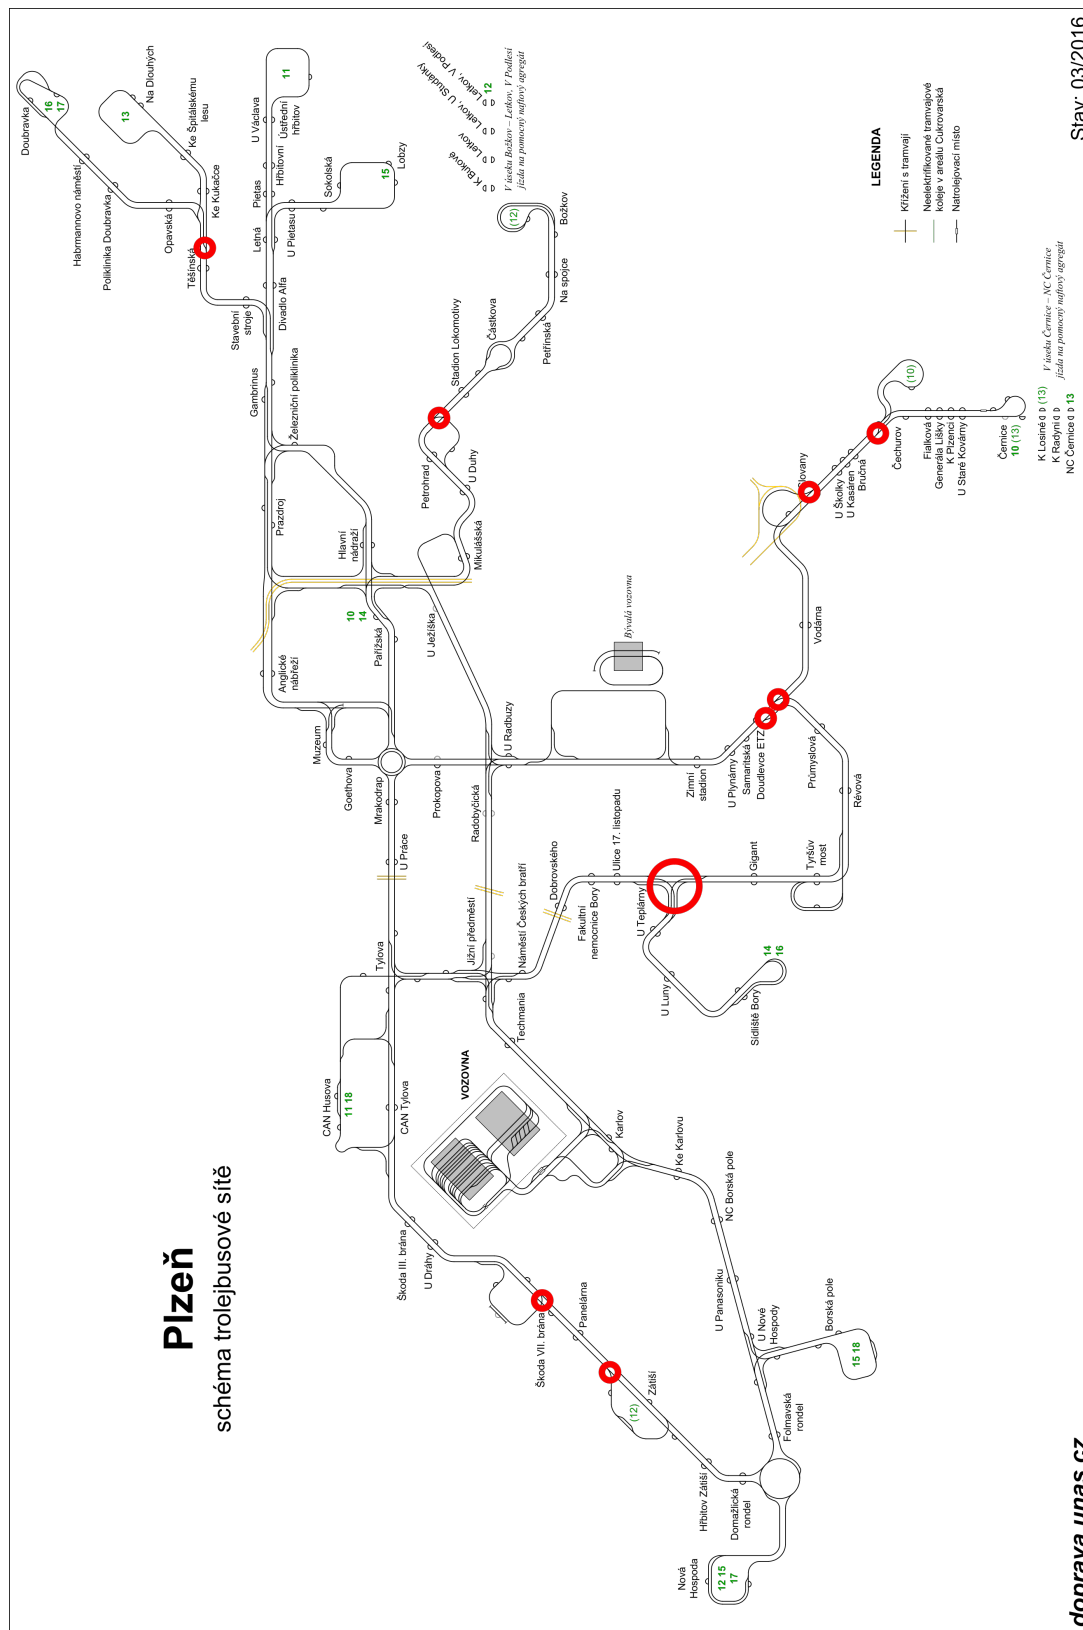 Plzeň
schéma trolejbusové sítě
Doubravka
16
17
Habrmannovo náměstí
Poliklinika Doubravka
Opavská
Těšínská
Stavební
stroje
13
Na Dlouhých
Ke Špitálskému
lesu
Ke Kukačce
11
U Václava
Ústřední
hřbitov
Hřbitovní
Pietas
Letná
U Pietasu
Sokolská
15
Lobzy
Divadlo Alfa
Gambrinus
Železniční poliklinika
Prazdroj
Hlavní
nádraží
10
14
Pařížská
Anglické
nábřeží
Muzeum
Goethova
Mrakodrap
U Práce
Prokopova
Tylova
CAN Husova
11 18
CAN Tylova
Škoda III. brána
U Dráhy
Škoda VII. brána
Panelárna
(12)
Zátiší
Hřbitov Zátiší
Domažlická
rondel
Nová
Hospoda
12 15
17
Folmavská
rondel
15 18
Borská pole
U Nové
Hospody
U Panasoniku
NC Borská pole
Ke Karlovu
Karlov
VOZOVNA
Techmania
Jižní předměstí
Náměstí Českých bratří
Radobyčická
U Radbuzy
U Ježíška
Mikulášská
U Duhy
Petrohrad
Stadion Lokomotivy
Částkova
Petřínská
Na spojce
Božkov
(12)
K Bukové
Letkov
Letkov, U Studánky
Letkov, V Podlesí
12
V úseku Božkov – Letkov, V Podlesí
jízda na pomocný naftový agregát
Bývalá vozovna
Zimní
stadion
U Plynárny
Samaritská
Doudlevce ETZ
Průmyslová
Révová
Tyršův
most
Gigant
U Teplárny
Ulice 17. listopadu
Fakultní
nemocnice Bory
Dobrovského
U Luny
Sídliště Bory
14
16
Vodárna
Slovany
U Školky
U Kasáren
Bručná
Čechurov
(10)
Fialková
Generála Lišky
K Plzenci
U Staré Kovárny
Černice
10 (13)
K Losiné (13)
K Radyni
NC Černice 13
V úseku Černice – NC Černice
jízda na pomocný naftový agregát
LEGENDA
Křížení s tramvají
Neelektrifikované tramvajové
koleje v areálu Cukrovarská
Natrolejovací místo
Stav: 03/2016
doprava.unas.cz